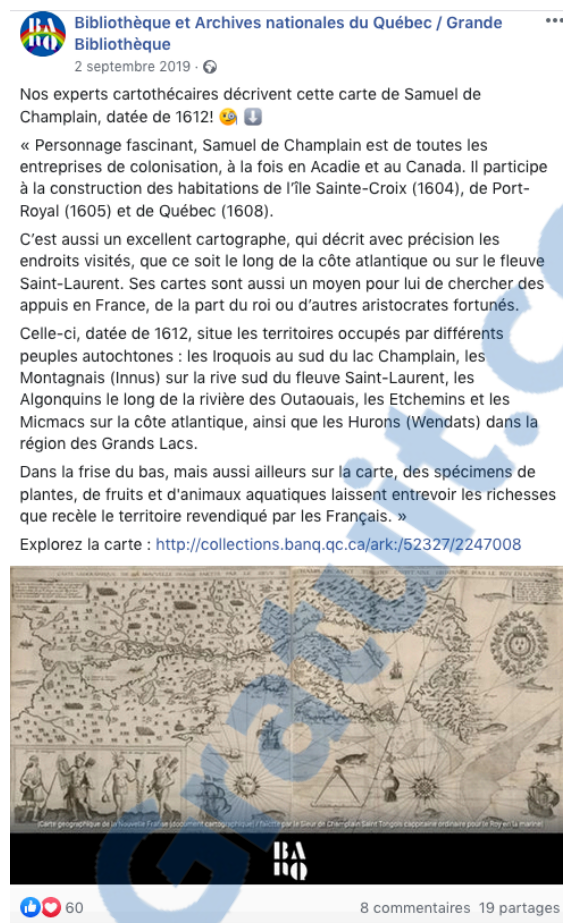 Bibliothèque et Archives nationales du Québec / Grande
Bibliothèque
2 septembre 2019 ·
Nos experts cartothécaires décrivent cette carte de Samuel de
Champlain, datée de 1612! 🧐 ⬇️
« Personnage fascinant, Samuel de Champlain est de toutes les
entreprises de colonisation, à la fois en Acadie et au Canada. Il participe
à la construction des habitations de l'île Sainte-Croix (1604), de Port-
Royal (1605) et de Québec (1608).
C'est aussi un excellent cartographe, qui décrit avec précision les
endroits visités, que ce soit le long de la côte atlantique ou sur le fleuve
Saint-Laurent. Ses cartes sont aussi un moyen pour lui de chercher des
appuis en France, de la part du roi ou d'autres aristocrates fortunés.
Celle-ci, datée de 1612, situe les territoires occupés par différents
peuples autochtones : les Iroquois au sud du lac Champlain, les
Montagnais (Innus) sur la rive sud du fleuve Saint-Laurent, les
Algonquins le long de la rivière des Outaouais, les Etchemins et les
Micmacs sur la côte atlantique, ainsi que les Hurons (Wendats) dans la
région des Grands Lacs.
Dans la frise du bas, mais aussi ailleurs sur la carte, des spécimens de
plantes, de fruits et d'animaux aquatiques laissent entrevoir les richesses
que recèle le territoire revendiqué par les Français. »
Explorez la carte : http://collections.banq.qc.ca/ark:/52327/2247008
BA
NQ
60
8 commentaires 19 partages
Gratuit.c